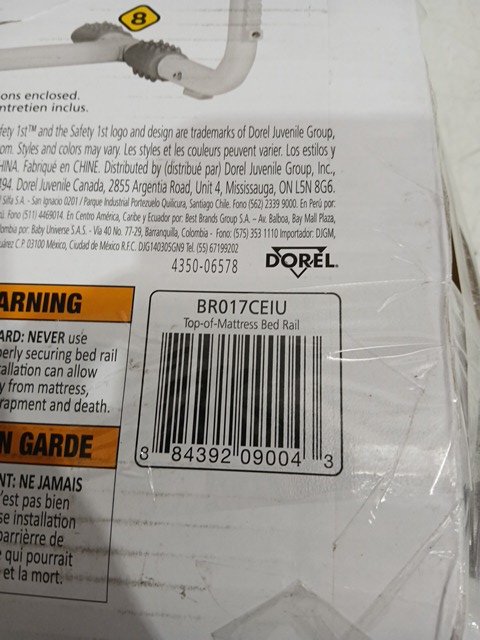 8
ons enclosed.
ntretien inclus.
fety 1st™ and the Safety 1st logo and design are trademarks of Dorel Juvenile Group,
om. Styles and colors may vary. Les styles et les couleurs peuvent varier. Los estilos y
HINA. Fabriqué en CHINE. Distributed by (distribué par) Dorel Juvenile Group, Inc.,
494. Dorel Juvenile Canada, 2855 Argentia Road, Unit 4, Mississauga, ON L5N 8G6.
Silfa S.A. - San Ignacio 0201 / Parque Industrial Portezuelo Quilicura, Santiago Chile. Fono (562) 2339 9000. En Perú por:
Fono (511) 4469014. En Centro América, Caribe y Ecuador por: Best Brands Group S.A. – Av. Balboa, Bay Mall Plaza,
ombia por: Baby Universe S.A.S. - Vía 40 No. 77-29, Barranquilla, Colombia - Fono: (575) 353 1110 Importador: DJGM,
uárez C.P. 03100 México, Ciudad de México R.F.C. DJG140305GN9 Tel. (55) 67199202
4350-06578
DOREL
ARNING
ARD: NEVER use
perly securing bed rail
tallation can allow
y from mattress,
rapment and death.
N GARDE
NT: NE JAMAIS
'est pas bien
se installation
barrière de
e qui pourrait
et la mort.
BR017CEIU
Top-of-Mattress Bed Rail
3 84392 09004 3